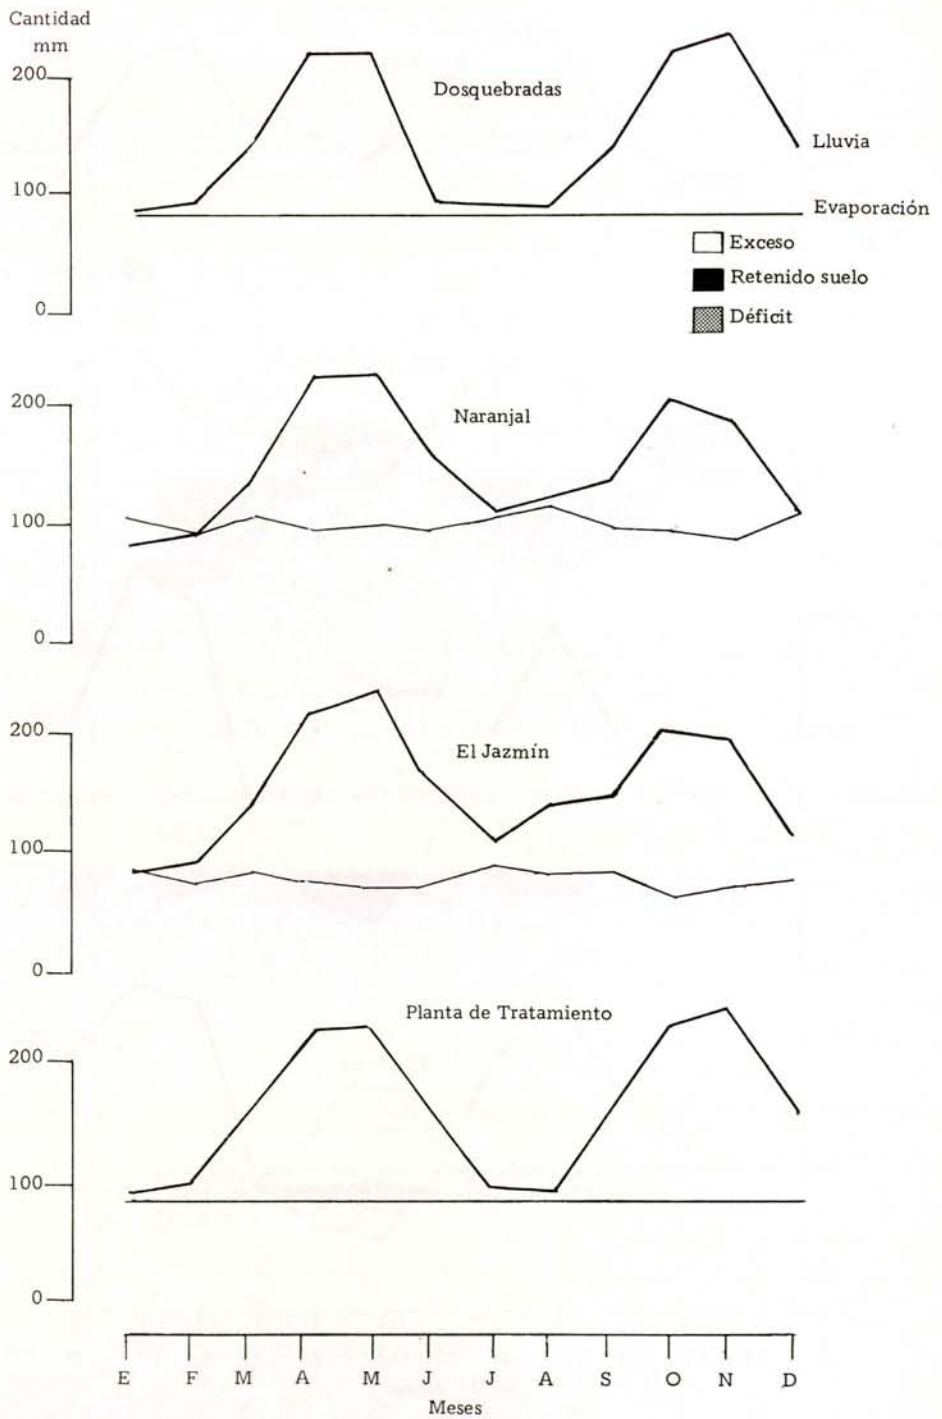 Cantidad
mm
200
Dosquebradas
Lluvia
100
Evaporación
Exceso
Retenido suelo
0
Déficit
200
Naranjal
100
0
200
El Jazmín
100
0
Planta de Tratamiento
200
100
0
E F M A M J J A S O N D
Meses